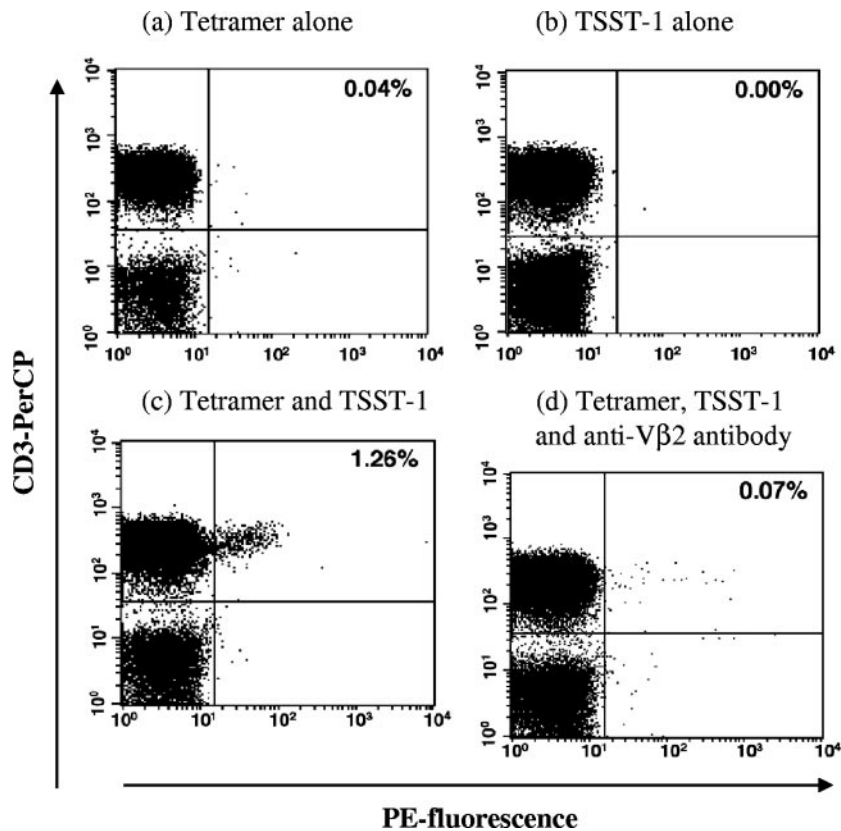 (a) Tetramer alone
(b) TSST-1 alone
10⁴
10³
10²
10¹
10⁰
0.04%
10⁰ 10¹ 10² 10³ 10⁴
10⁴
10³
10²
10¹
10⁰
0.00%
10⁰ 10¹ 10² 10³ 10⁴
(c) Tetramer and TSST-1
(d) Tetramer, TSST-1
and anti-Vβ2 antibody
10⁴
10³
10²
10¹
10⁰
1.26%
10⁰ 10¹ 10² 10³ 10⁴
10⁴
10³
10²
10¹
10⁰
0.07%
10⁰ 10¹ 10² 10³ 10⁴
CD3-PerCP
PE-fluorescence